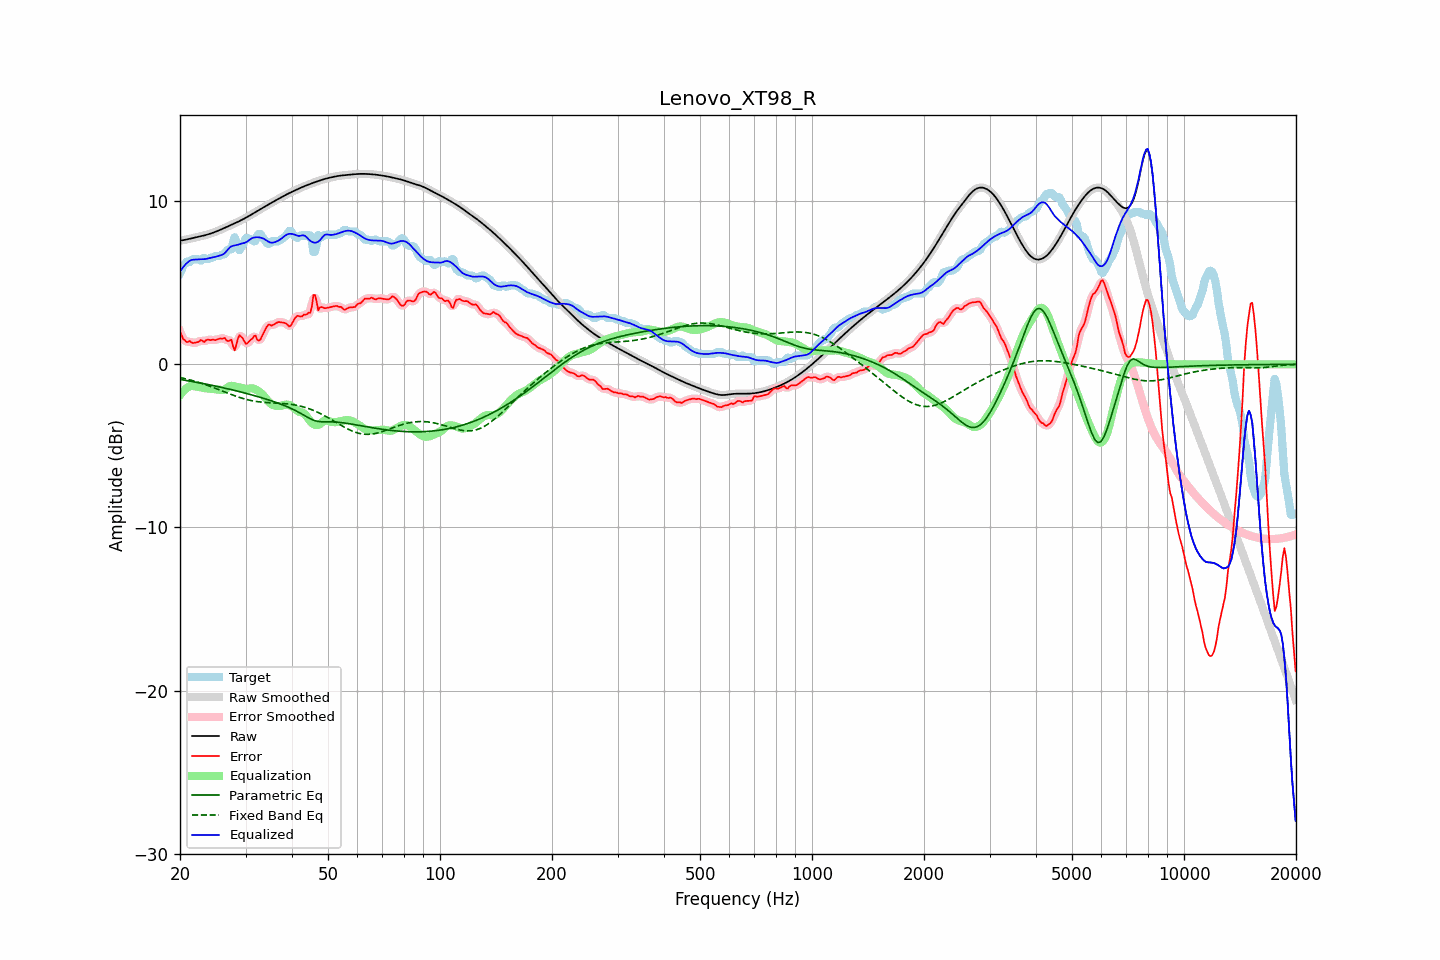 Lenovo_XT98_R
Amplitude (dBr)
10
0
−10
−20
−30
Target
Raw Smoothed
Error Smoothed
Raw
Error
Equalization
Parametric Eq
Fixed Band Eq
Equalized
20 50 100 200 500 1000 2000 5000 10000 20000
Frequency (Hz)